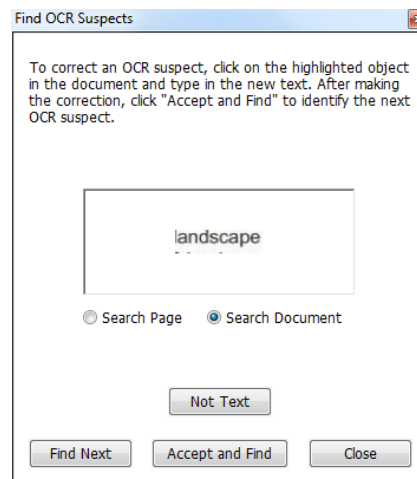 Find OCR Suspects
To correct an OCR suspect, click on the highlighted object
in the document and type in the new text. After making
the correction, click "Accept and Find" to identify the next
OCR suspect.
landscape
Search Page Search Document
Not Text
Find Next Accept and Find Close